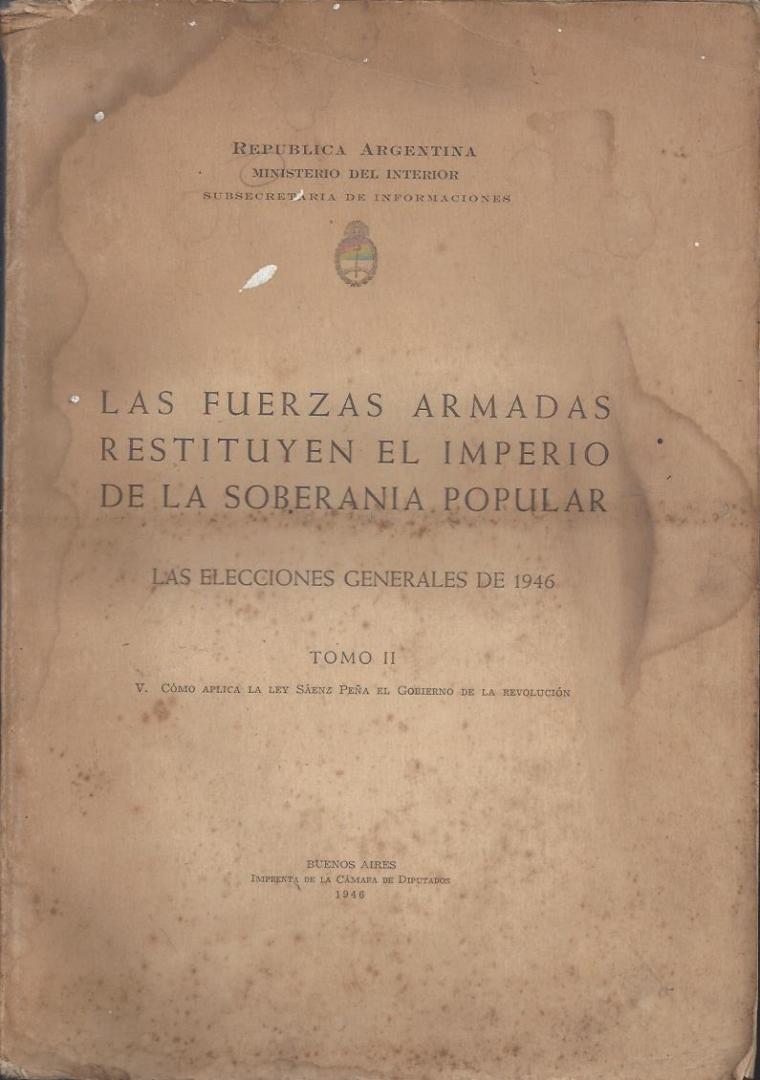 REPUBLICA ARGENTINA
MINISTERIO DEL INTERIOR
SUBSECRETARIA DE INFORMACIONES
LAS FUERZAS ARMADAS
RESTITUYEN EL IMPERIO
DE LA SOBERANIA POPULAR
LAS ELECCIONES GENERALES DE 1946
TOMO II
V. CÓMO APLICA LA LEY SÁENZ PEÑA EL GOBIERNO DE LA REVOLUCIÓN
BUENOS AIRES
IMPRENTA DE LA CÁMARA DE DIPUTADOS
1946